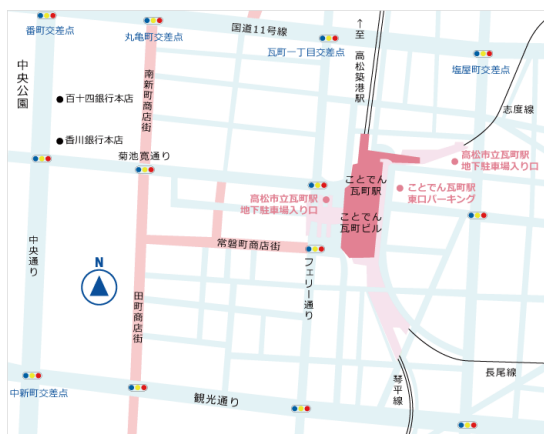 国道11号線
番町交差点
丸亀町交差点
瓦町一丁目交差点
↑至 高松築港駅
塩屋町交差点
中央公園
南新町商店街
百十四銀行本店
香川銀行本店
菊池寛通り
志度線
高松市立瓦町駅
地下駐車場入り口
ことでん
瓦町駅
ことでん瓦町駅
東口パーキング
高松市立瓦町駅
地下駐車場入り口
ことでん
瓦町ビル
中央通り
常磐町商店街
フェリー通り
N
田町商店街
長尾線
琴平線
中新町交差点
観光通り